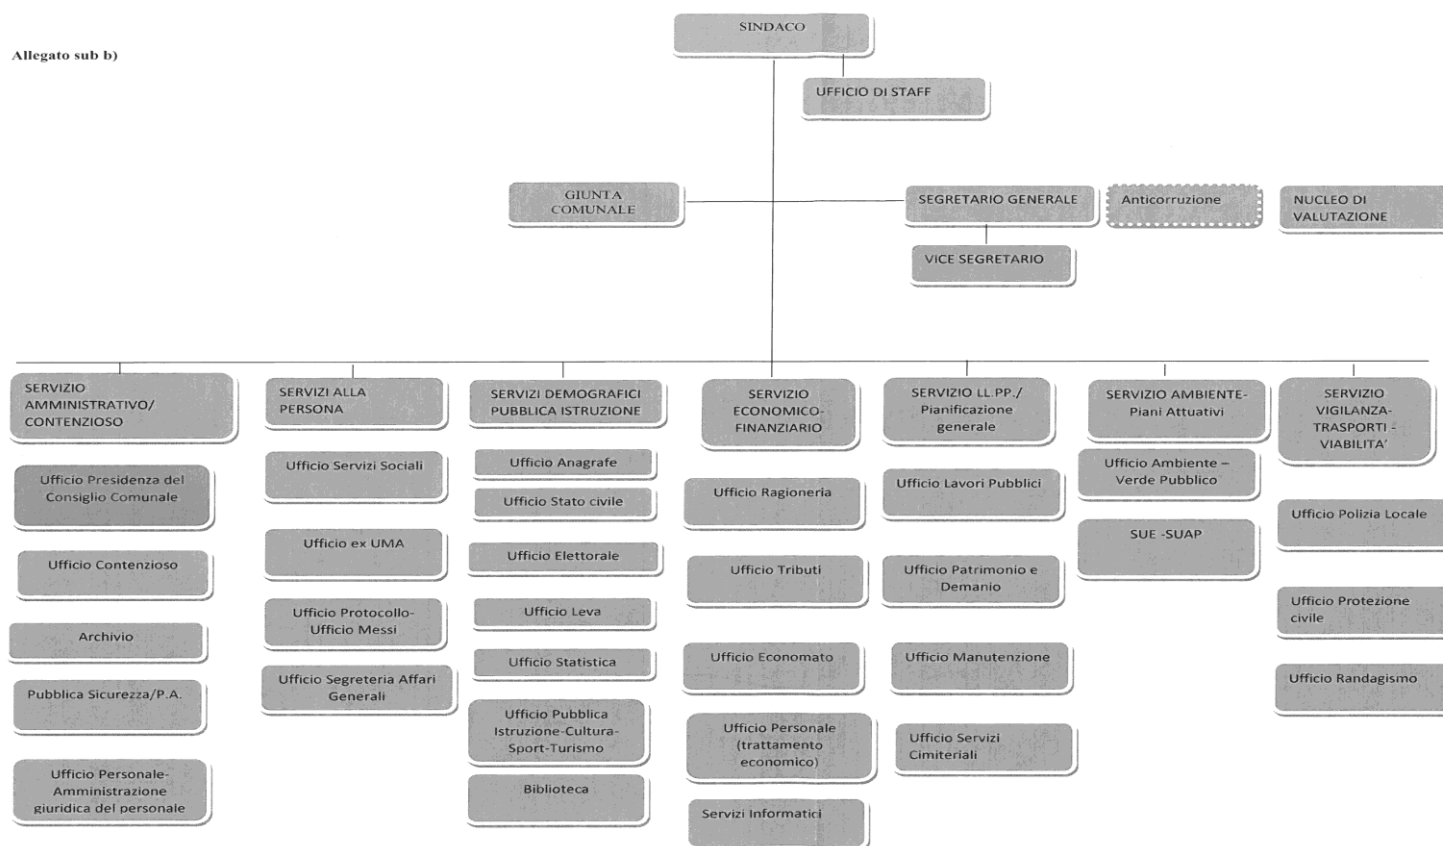 SINDACO
Allegato sub b)
UFFICIO DI STAFF
GIUNTA
COMUNALE
SEGRETARIO GENERALE
Anticorruzione
NUCLEO DI
VALUTAZIONE
VICE SEGRETARIO
SERVIZIO
AMMINISTRATIVO/
CONTENZIOSO
Ufficio Presidenza del
Consiglio Comunale
Ufficio Contenzioso
Archivio
Pubblica Sicurezza/P.A.
Ufficio Personale-
Amministrazione
giuridica del personale
SERVIZI ALLA
PERSONA
Ufficio Servizi Sociali
Ufficio ex UMA
Ufficio Protocollo-
Ufficio Messi
Ufficio Segreteria Affari
Generali
SERVIZI DEMOGRAFICI
PUBBLICA ISTRUZIONE
Ufficio Anagrafe
Ufficio Stato civile
Ufficio Elettorale
Ufficio Leva
Ufficio Statistica
Ufficio Pubblica
Istruzione-Cultura-
Sport-Turismo
Biblioteca
SERVIZIO
ECONOMICO-
FINANZIARIO
Ufficio Ragioneria
Ufficio Tributi
Ufficio Economato
Ufficio Personale
(trattamento
economico)
Servizi Informatici
SERVIZIO LL.PP./
Pianificazione
generale
Ufficio Lavori Pubblici
Ufficio Patrimonio e
Demanio
Ufficio Manutenzione
Ufficio Servizi
Cimiteriali
SERVIZIO AMBIENTE-
Piani Attuativi
Ufficio Ambiente –
Verde Pubblico
SUE -SUAP
SERVIZIO
VIGILANZA-
TRASPORTI -
VIABILITA’
Ufficio Polizia Locale
Ufficio Protezione
civile
Ufficio Randagismo